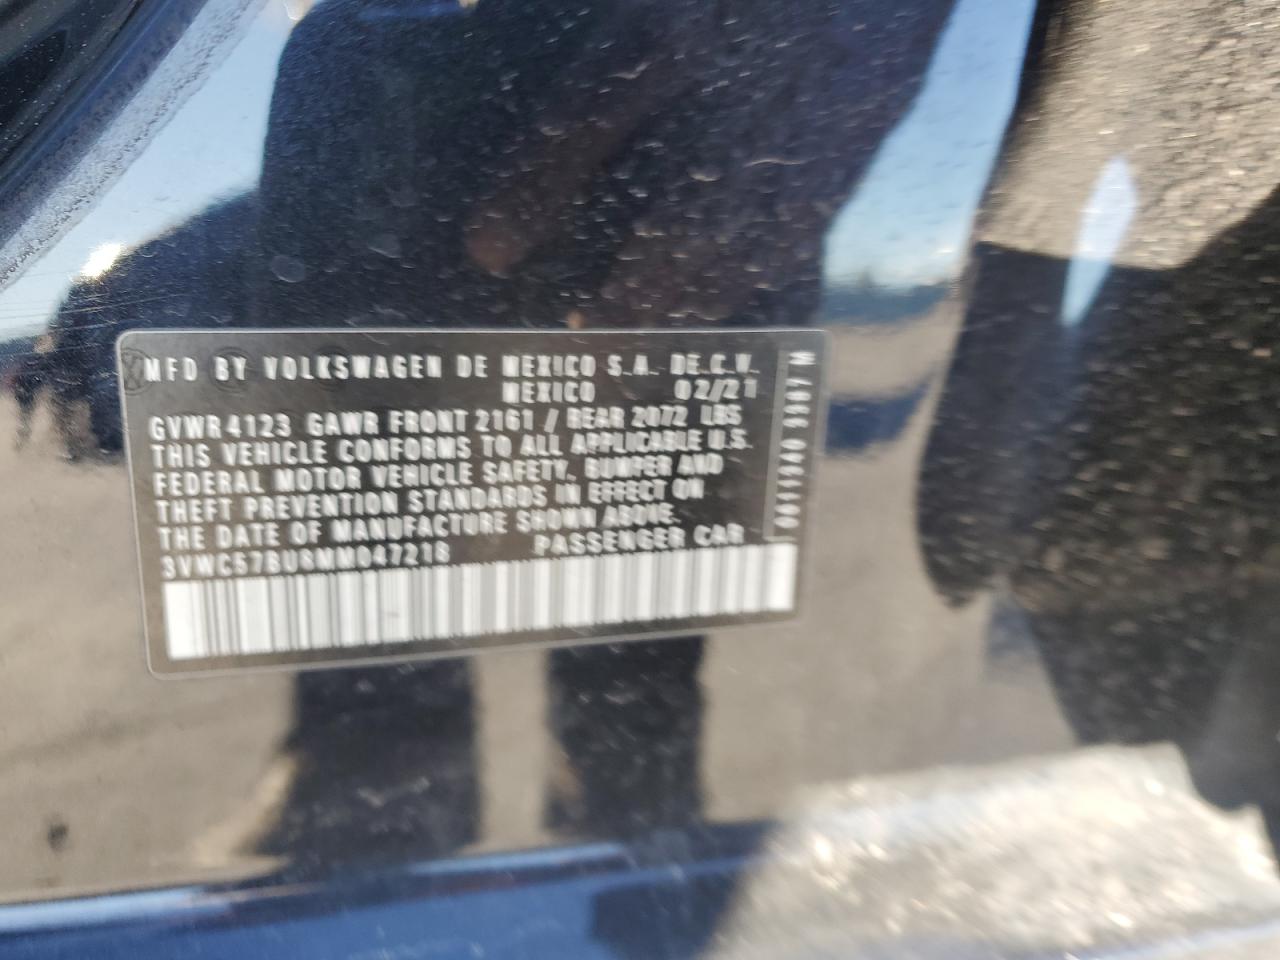 MFD BY VOLKSWAGEN DE MEXICO S.A. DE.C.V.
MEXICO 02/21
GVWR 4123 GAWR FRONT 2161 / REAR 2072 LBS
THIS VEHICLE CONFORMS TO ALL APPLICABLE U.S.
FEDERAL MOTOR VEHICLE SAFETY, BUMPER AND
THEFT PREVENTION STANDARDS IN EFFECT ON
THE DATE OF MANUFACTURE SHOWN ABOVE.
3VWC57BU8MM047218 PASSENGER CAR